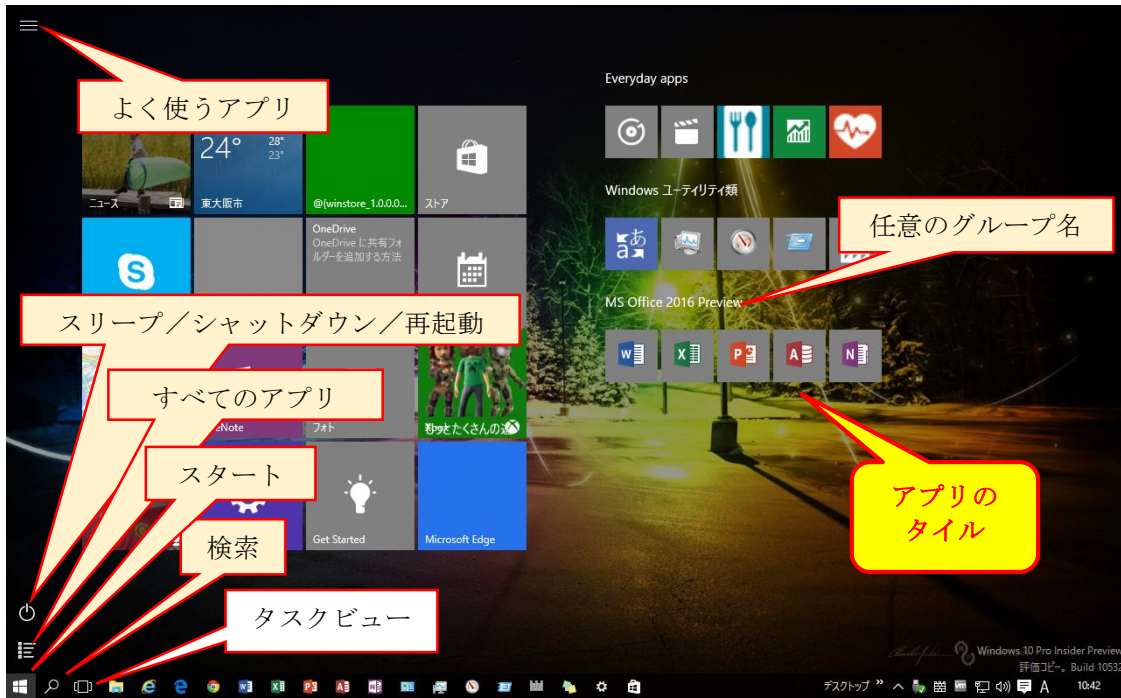 よく使うアプリ
Everyday apps
24° 28°
23°
ニュース
東大阪市
@{winstore_1.0.0.0...
ストア
Windows ユーティリティ類
あ
a
任意のグループ名
OneDrive
OneDrive に共有フォ
ルダーを追加する方法
S
MS Office 2016 Preview
スリープ／シャットダウン／再起動
W
X
P
A
N
すべてのアプリ
eNote
フォト
スタート
アプリの
タイル
検索
Get Started
Microsoft Edge
タスクビュー
Windows 10 Pro Insider Preview
評価コピー。 Build 10532
デスクトップ
A
10:42